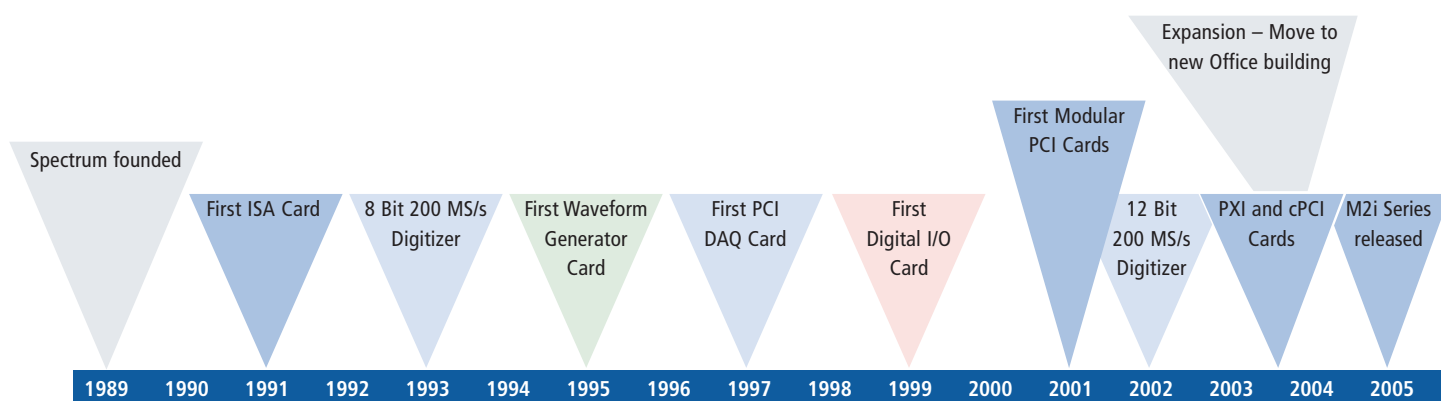 Expansion – Move to
new Office building
First Modular
PCI Cards
Spectrum founded
First ISA Card
8 Bit 200 MS/s
Digitizer
First Waveform
Generator
Card
First PCI
DAQ Card
First
Digital I/O
Card
12 Bit
200 MS/s
Digitizer
PXI and cPCI
Cards
M2i Series
released
1989 1990 1991 1992 1993 1994 1995 1996 1997 1998 1999 2000 2001 2002 2003 2004 2005